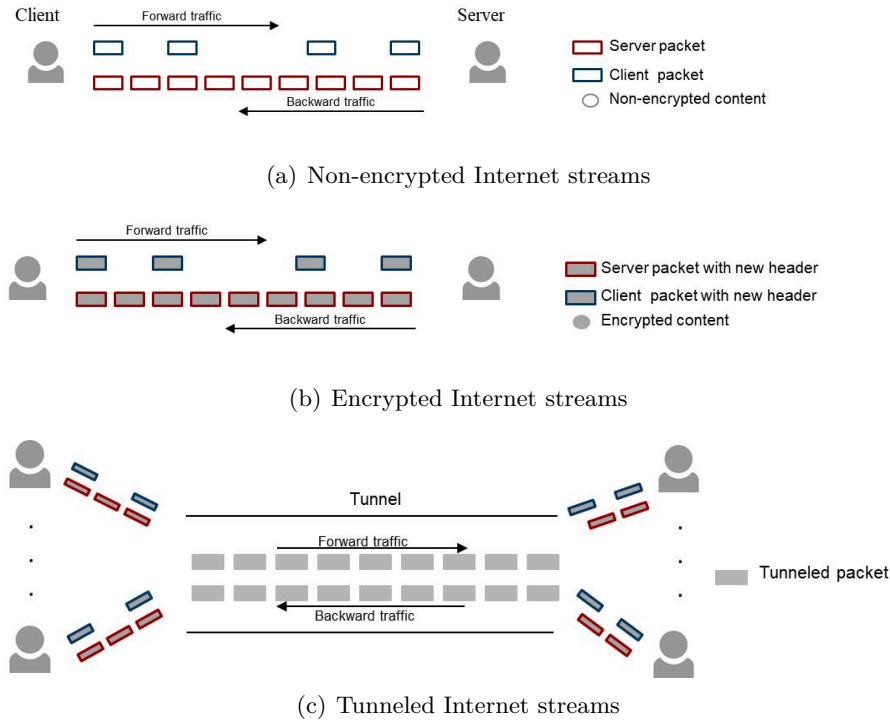 Client
Forward traffic
Server
Server packet
Client packet
Non-encrypted content
Backward traffic
(a) Non-encrypted Internet streams
Forward traffic
Server packet with new header
Client packet with new header
Encrypted content
Backward traffic
(b) Encrypted Internet streams
Tunnel
Forward traffic
Tunneled packet
Backward traffic
(c) Tunneled Internet streams